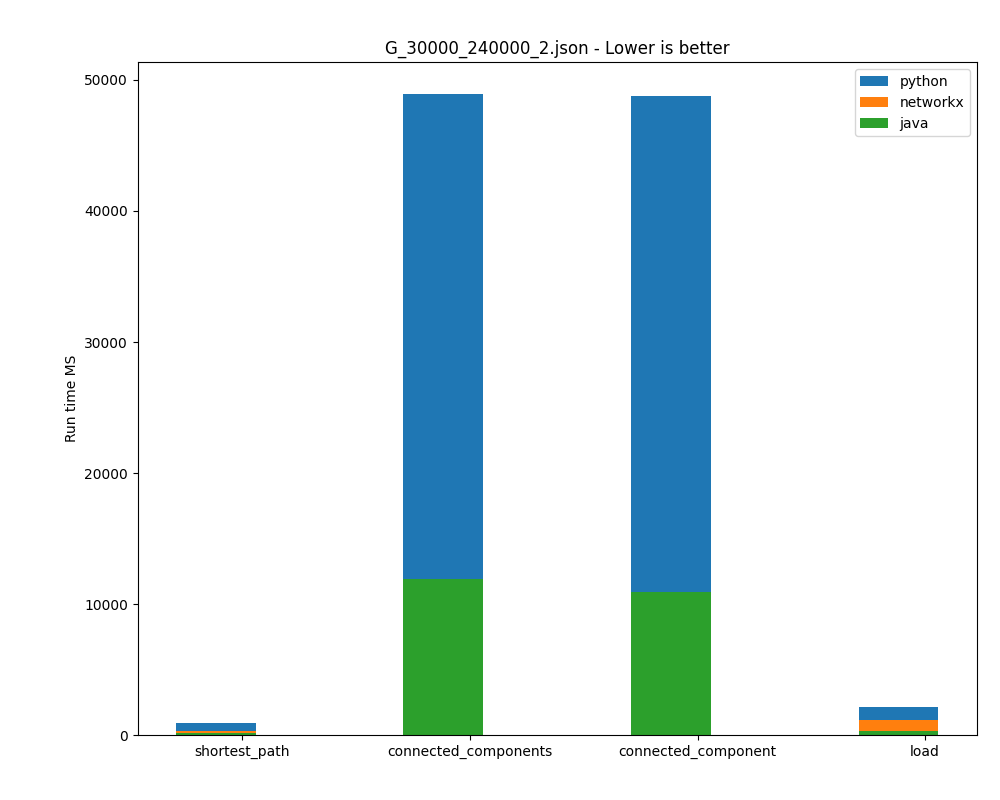 G_30000_240000_2.json - Lower is better
python
networkx
java
Run time MS
50000
40000
30000
20000
10000
0
shortest_path
connected_components
connected_component
load